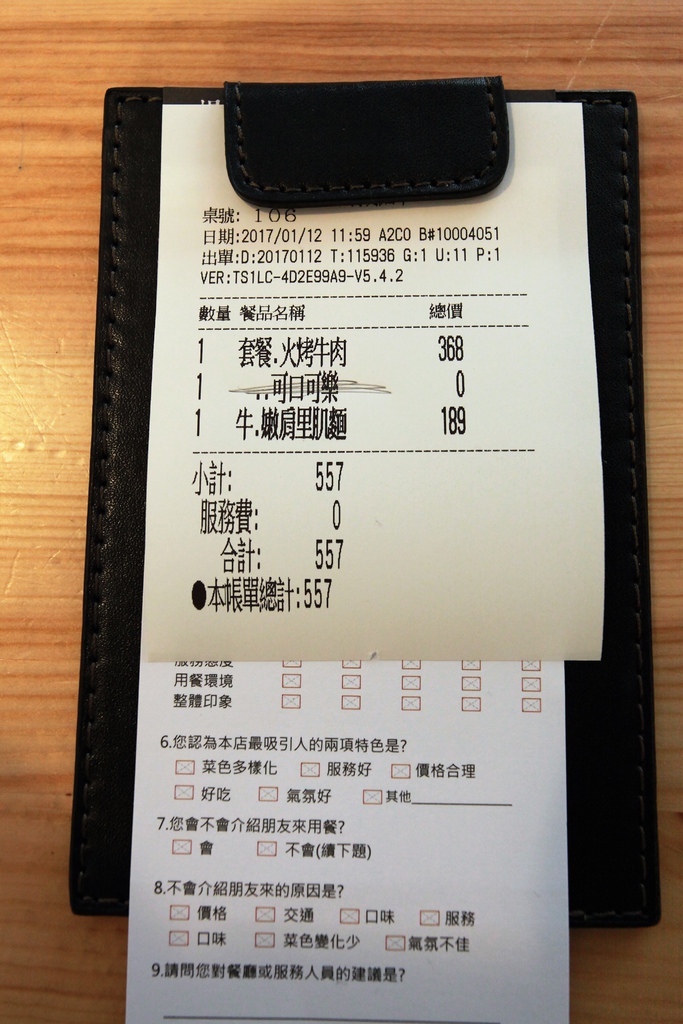 桌號: 106
日期:2017/01/12 11:59 A2C0 B#10004051
出單:D:20170112 T:115936 G:1 U:11 P:1
VER:TS1LC-4D2E99A9-V5.4.2
數量 餐品名稱 總價
1 套餐.火烤牛肉 368
1 ..可口可樂 0
1 牛.嫩肩里肌麵 189
小計: 557
服務費: 0
合計: 557
●本帳單總計:557
服務態度
用餐環境
整體印象
6.您認為本店最吸引人的兩項特色是?
菜色多樣化 服務好 價格合理
好吃 氣氛好 其他
7.您會不會介紹朋友來用餐?
會 不會(續下題)
8.不會介紹朋友來的原因是?
價格 交通 口味 服務
口味 菜色變化少 氣氛不佳
9.請問您對餐廳或服務人員的建議是?